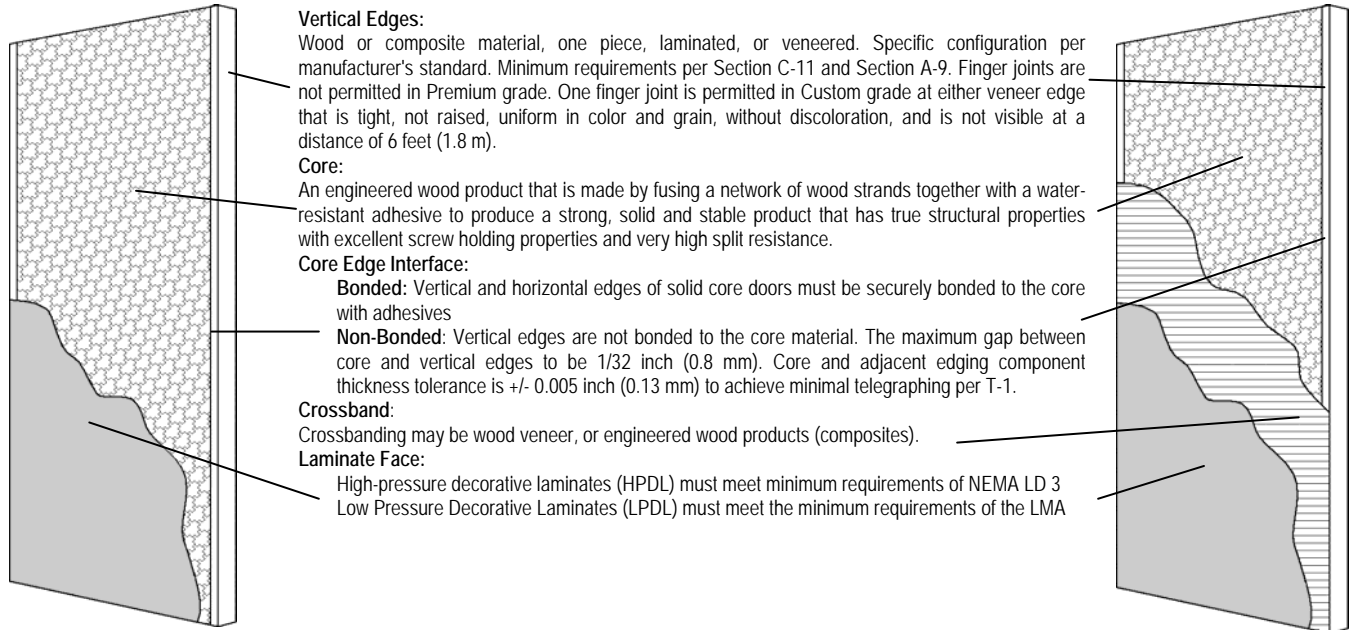 Vertical Edges:
Wood or composite material, one piece, laminated, or veneered. Specific configuration per
manufacturer's standard. Minimum requirements per Section C-11 and Section A-9. Finger joints are
not permitted in Premium grade. One finger joint is permitted in Custom grade at either veneer edge
that is tight, not raised, uniform in color and grain, without discoloration, and is not visible at a
distance of 6 feet (1.8 m).
Core:
An engineered wood product that is made by fusing a network of wood strands together with a water-
resistant adhesive to produce a strong, solid and stable product that has true structural properties
with excellent screw holding properties and very high split resistance.
Core Edge Interface:
Bonded: Vertical and horizontal edges of solid core doors must be securely bonded to the core
with adhesives
Non-Bonded: Vertical edges are not bonded to the core material. The maximum gap between
core and vertical edges to be 1/32 inch (0.8 mm). Core and adjacent edging component
thickness tolerance is +/- 0.005 inch (0.13 mm) to achieve minimal telegraphing per T-1.
Crossband:
Crossbanding may be wood veneer, or engineered wood products (composites).
Laminate Face:
High-pressure decorative laminates (HPDL) must meet minimum requirements of NEMA LD 3
Low Pressure Decorative Laminates (LPDL) must meet the minimum requirements of the LMA